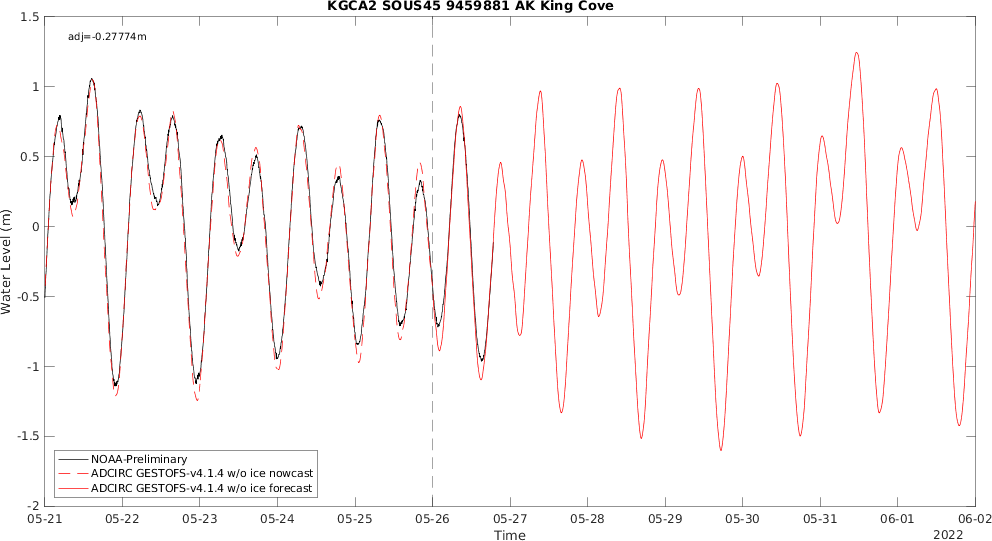 KGCA2 SOUS45 9459881 AK King Cove
adj=-0.27774m
1.5
1
0.5
0
-0.5
-1
-1.5
-2
Water Level (m)
NOAA-Preliminary
ADCIRC GESTOFS-v4.1.4 w/o ice nowcast
ADCIRC GESTOFS-v4.1.4 w/o ice forecast
05-21 05-22 05-23 05-24 05-25 05-26 05-27 05-28 05-29 05-30 05-31 06-01 06-02
Time
2022